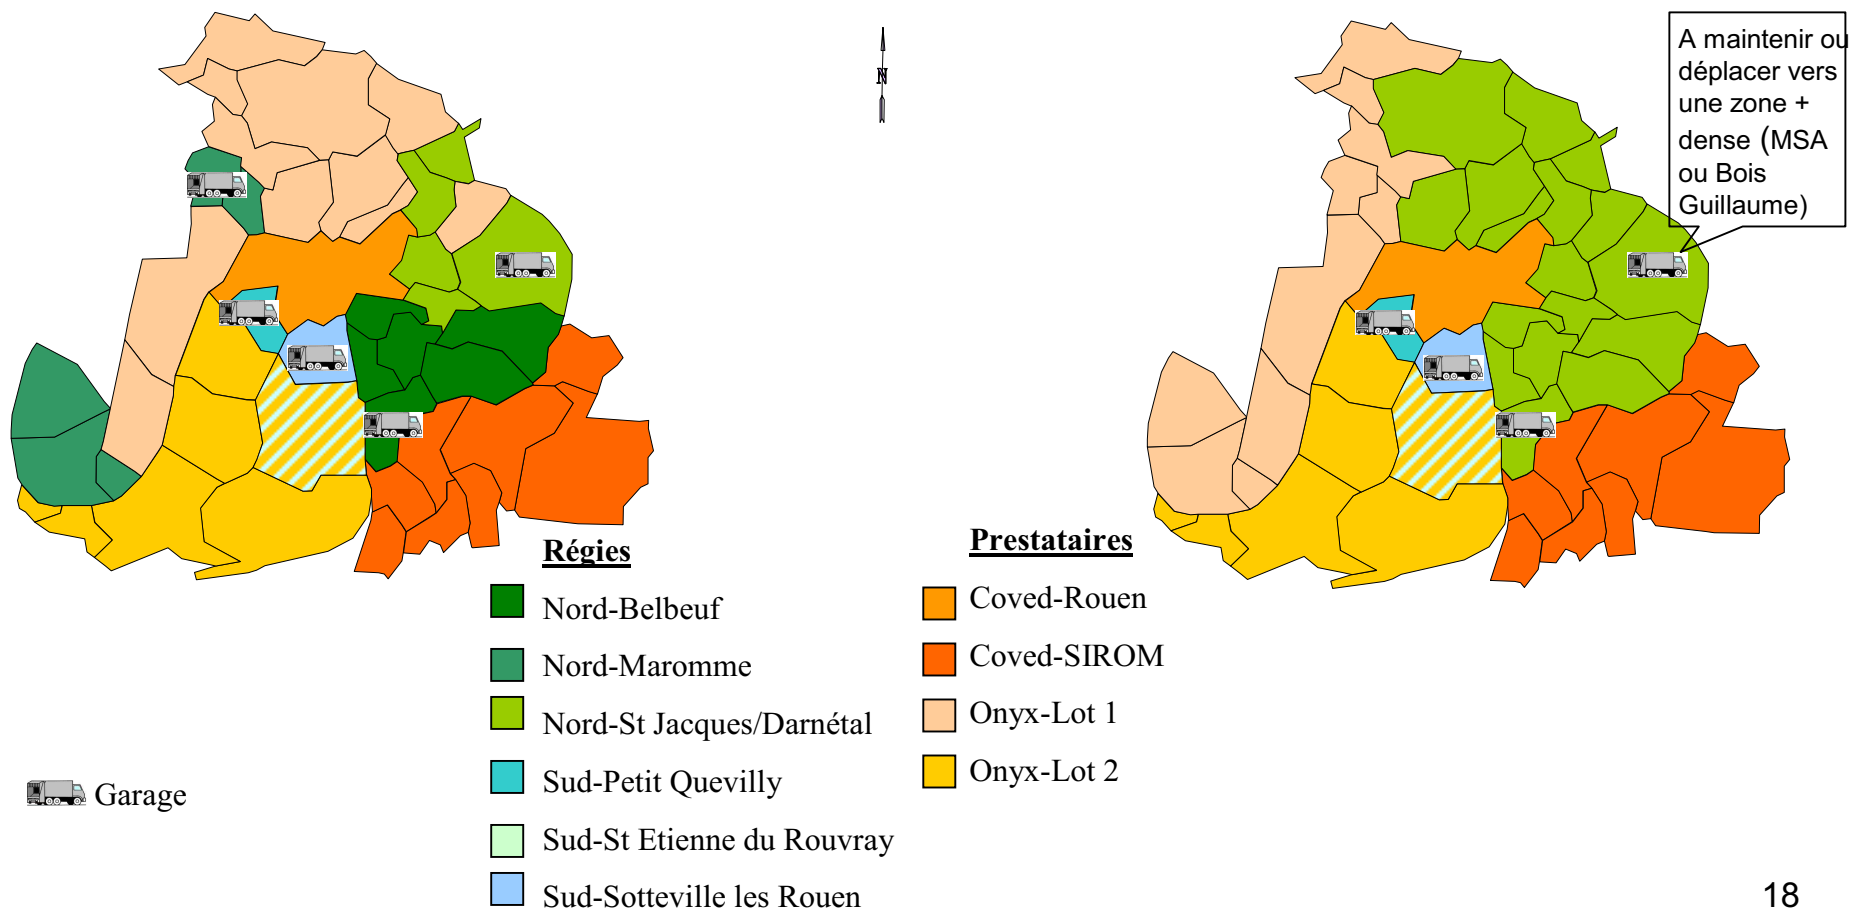 N
A maintenir ou
déplacer vers
une zone +
dense (MSA
ou Bois
Guillaume)
Régies
Nord-Belbeuf
Nord-Maromme
Nord-St Jacques/Darnétal
Sud-Petit Quevilly
Sud-St Etienne du Rouvray
Sud-Sotteville les Rouen
Prestataires
Coved-Rouen
Coved-SIROM
Onyx-Lot 1
Onyx-Lot 2
Garage
18